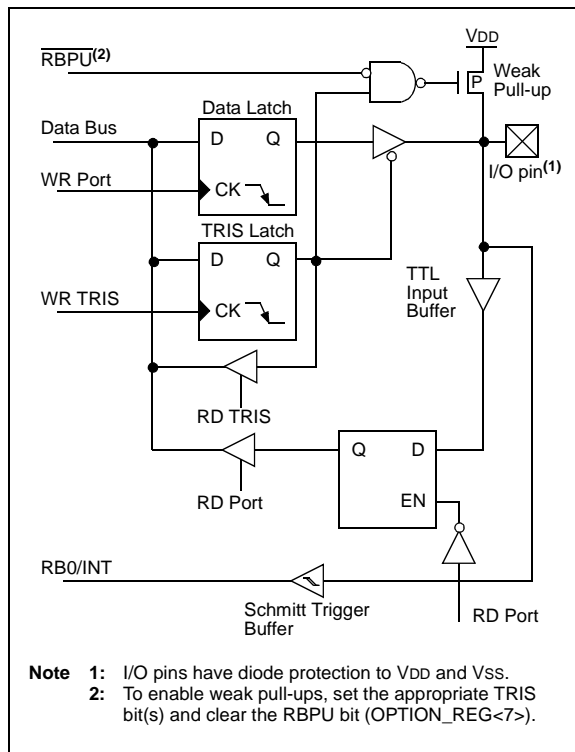 RBPU(2)
VDD
P
Weak
Pull-up
Data Latch
Data Bus
D Q
I/O pin(1)
WR Port
CK
TRIS Latch
D Q
TTL
Input
Buffer
WR TRIS
CK
RD TRIS
Q D
RD Port
EN
RB0/INT
Schmitt Trigger
Buffer
RD Port
Note 1: I/O pins have diode protection to VDD and VSS.
2: To enable weak pull-ups, set the appropriate TRIS
bit(s) and clear the RBPU bit (OPTION_REG<7>).